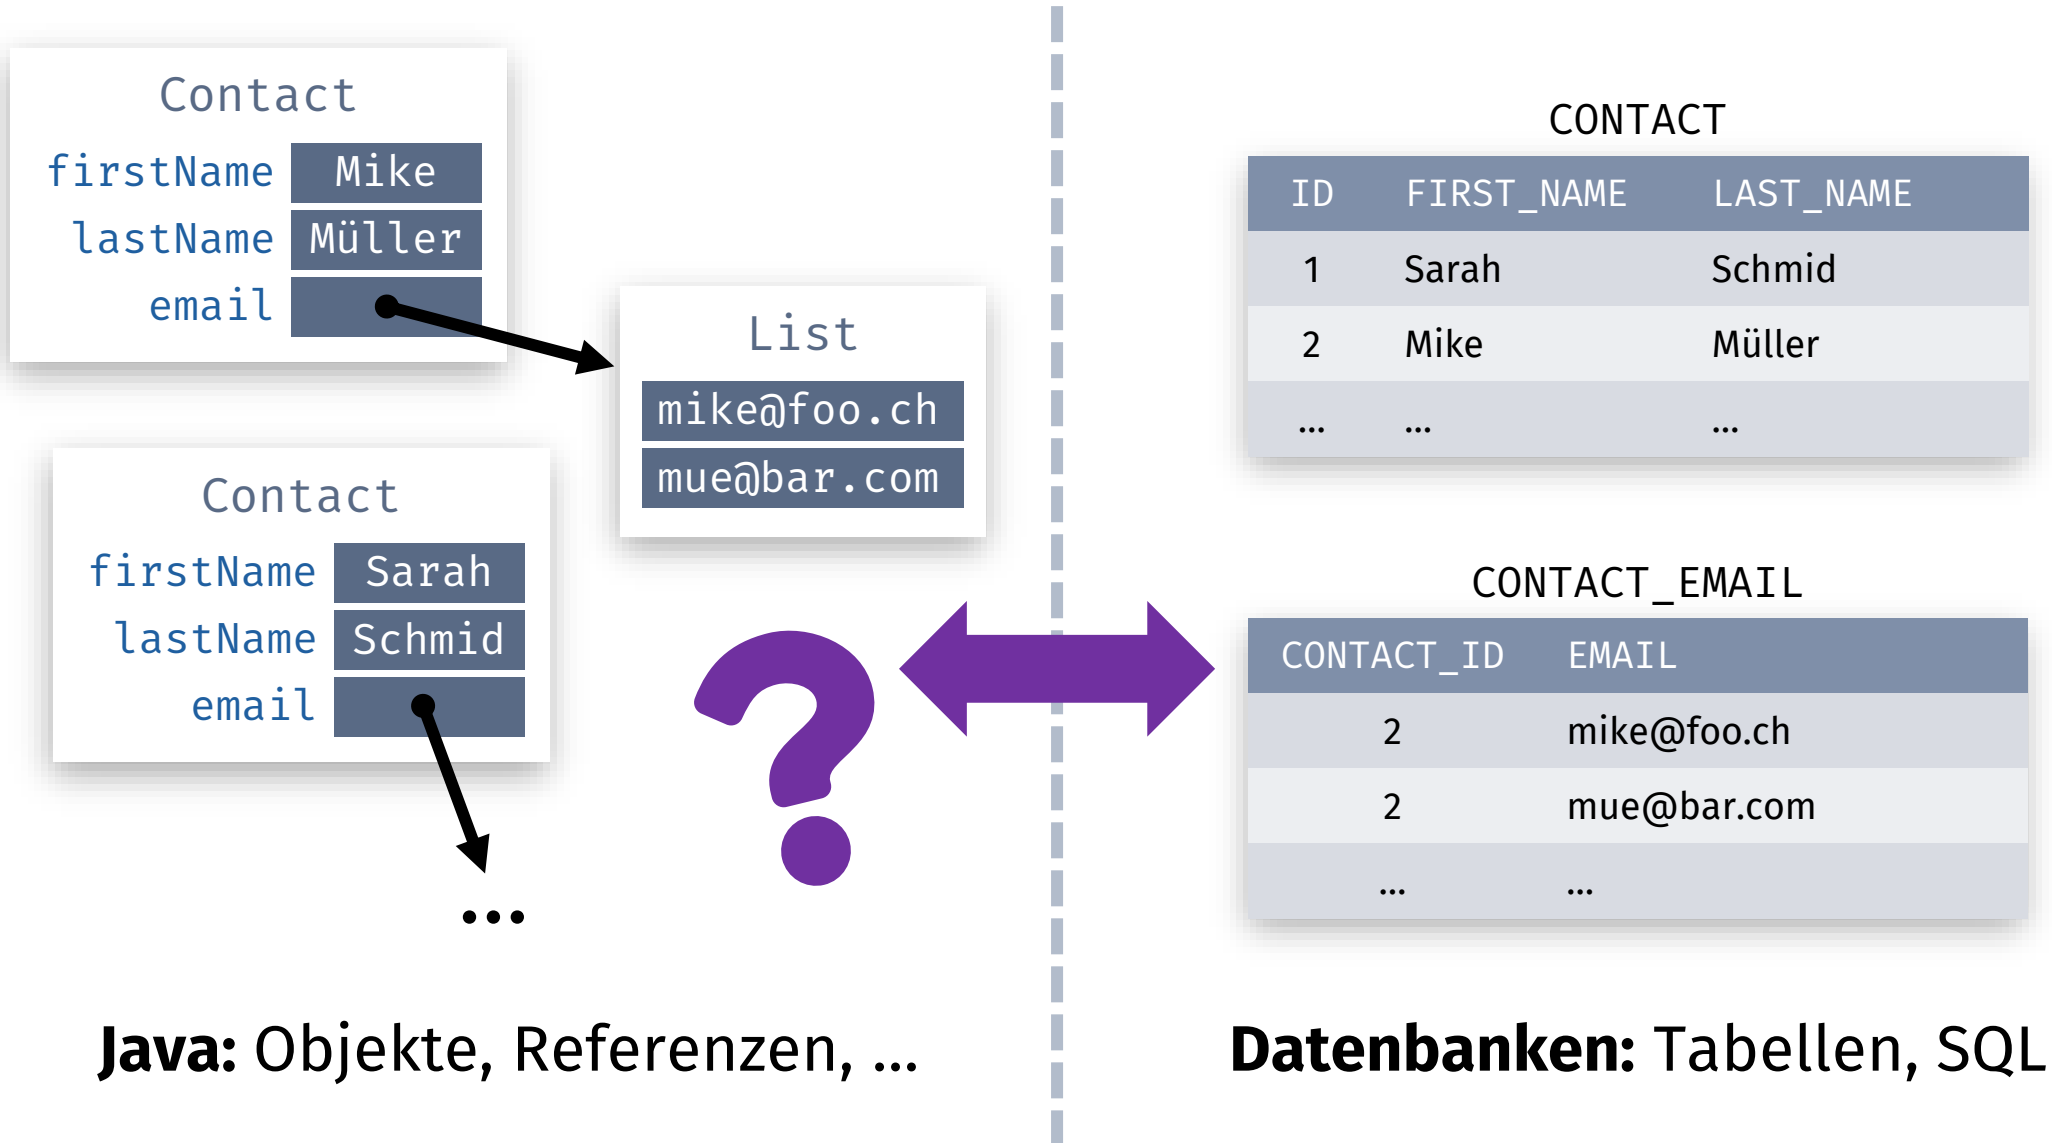 Contact
firstName Mike
lastName Müller
email
List
mike@foo.ch
mue@bar.com
Contact
firstName Sarah
lastName Schmid
email
...
?
Java: Objekte, Referenzen, ...
CONTACT
ID FIRST_NAME LAST_NAME
1 Sarah Schmid
2 Mike Müller
... ... ...
CONTACT_EMAIL
CONTACT_ID EMAIL
2 mike@foo.ch
2 mue@bar.com
... ...
Datenbanken: Tabellen, SQL